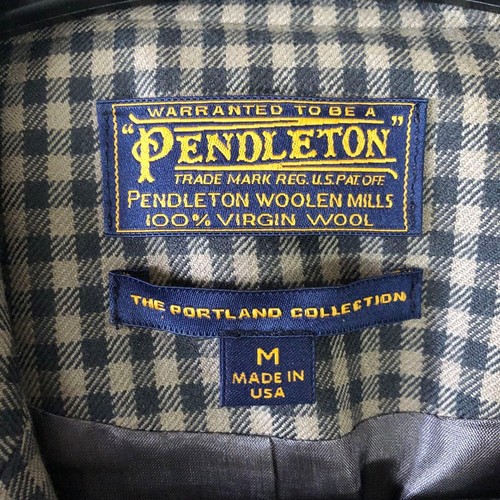 WARRANTED TO BE A
"PENDLETON"
TRADE MARK REG. U.S. PAT. OFF.
PENDLETON WOOLEN MILLS
100% VIRGIN WOOL
THE PORTLAND COLLECTION
M
MADE IN
USA